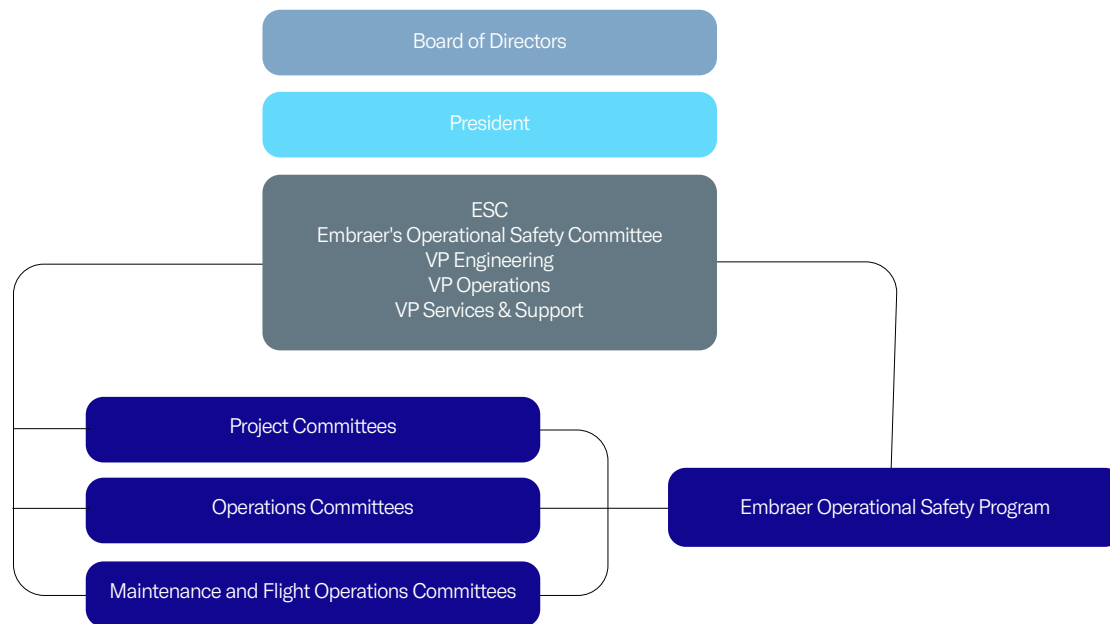 Board of Directors
President
ESC
Embraer's Operational Safety Committee
VP Engineering
VP Operations
VP Services & Support
Project Committees
Operations Committees
Embraer Operational Safety Program
Maintenance and Flight Operations Committees